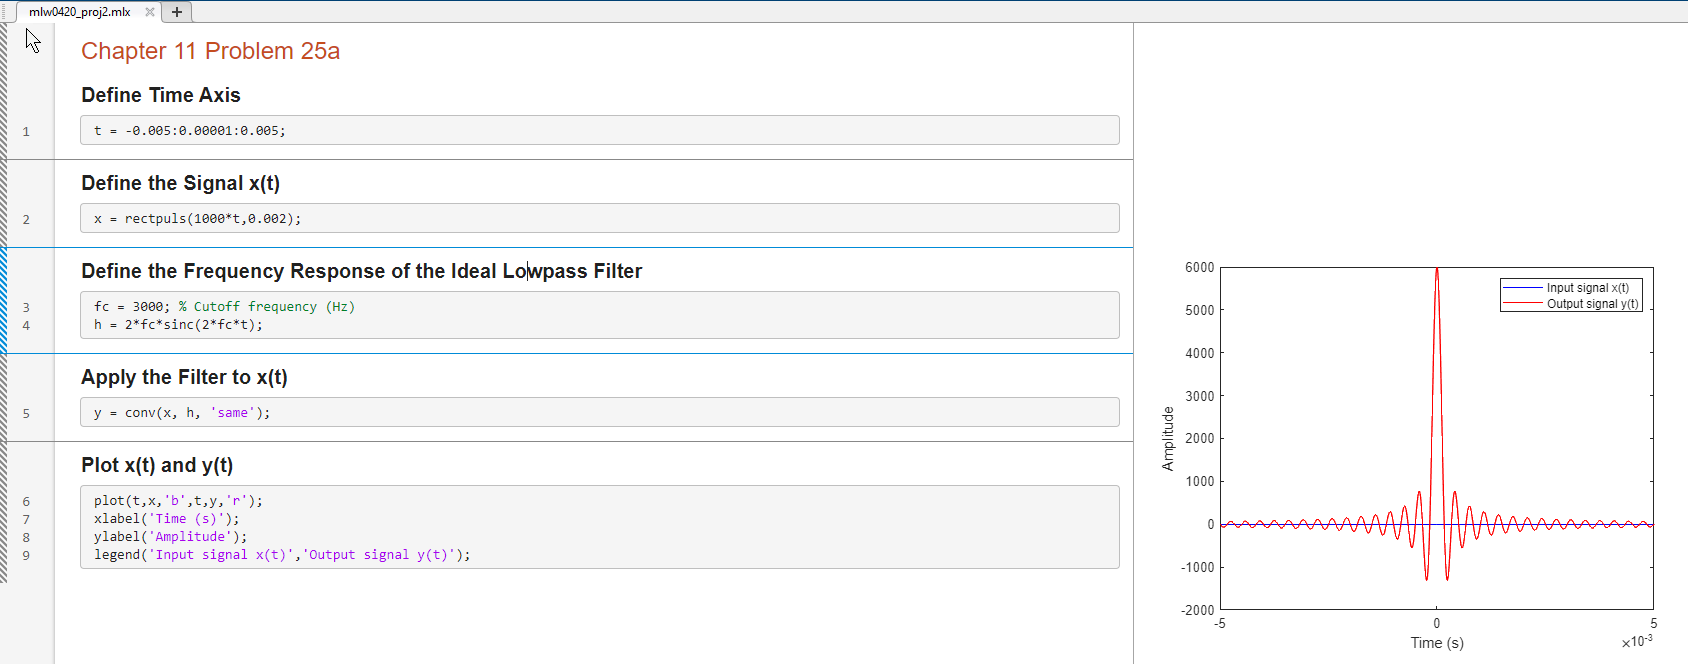 mlw0420_proj2.mlx
Chapter 11 Problem 25a
Define Time Axis
1 t = -0.005:0.00001:0.005;
Define the Signal x(t)
2 x = rectpuls(1000*t,0.002);
Define the Frequency Response of the Ideal Lowpass Filter
3 fc = 3000; % Cutoff frequency (Hz)
4 h = 2*fc*sinc(2*fc*t);
Apply the Filter to x(t)
5 y = conv(x, h, 'same');
Plot x(t) and y(t)
6 plot(t,x,'b',t,y,'r');
7 xlabel('Time (s)');
8 ylabel('Amplitude');
9 legend('Input signal x(t)','Output signal y(t)');
6000
5000
4000
3000
2000
1000
0
-1000
-2000
Amplitude
Input signal x(t)
Output signal y(t)
-5 0 5
Time (s)
×10-3